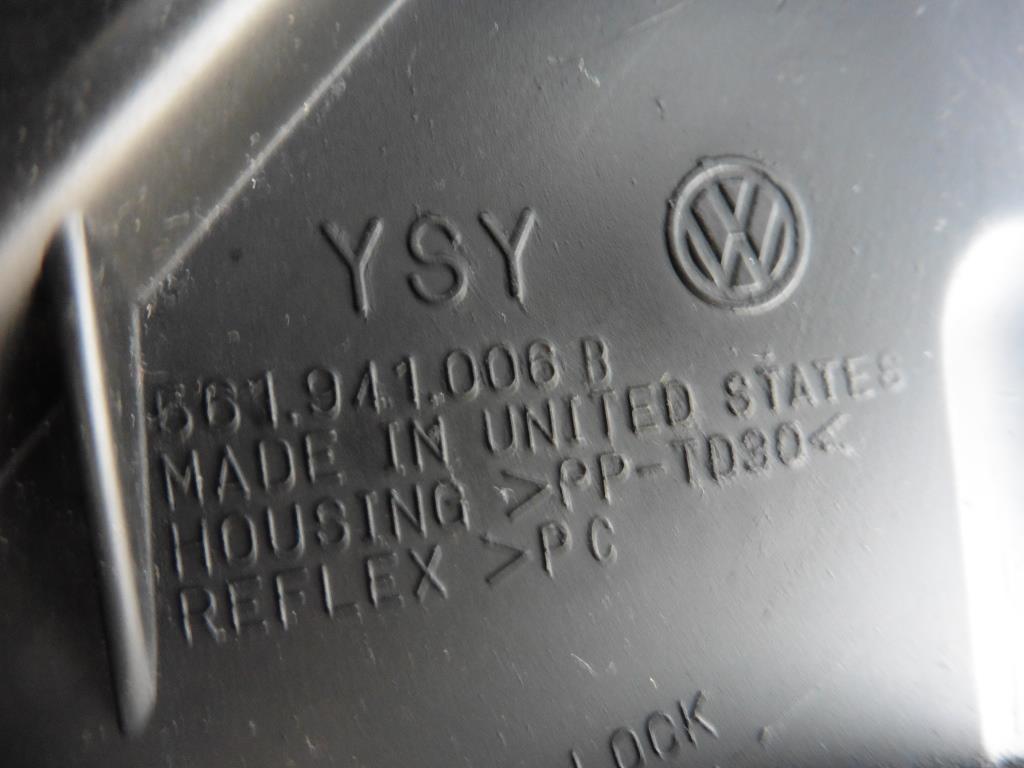 YSY
561.941.006 B
MADE IN UNITED STATES
HOUSING >PP-TD30<
REFLEX >PC
LOCK